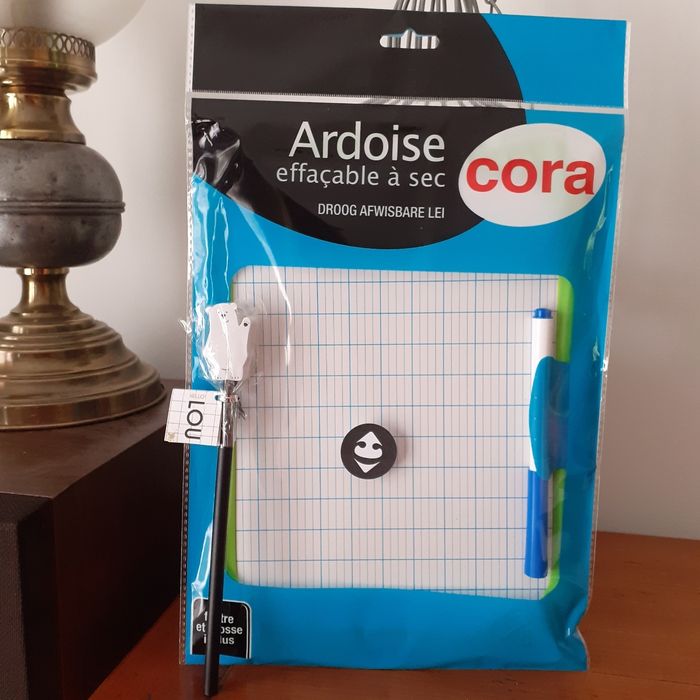 Ardoise
effaçable à sec
cora
DROOG AFWISBARE LEI
LOU